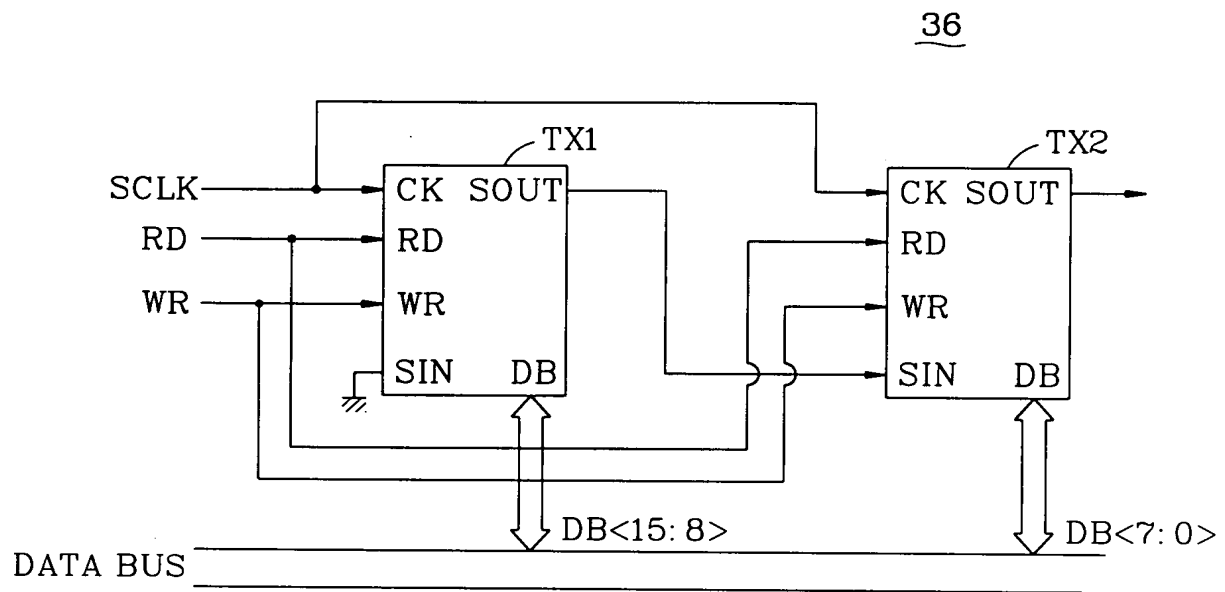 36
TX1
TX2
SCLK
CK SOUT
CK SOUT
RD
RD
RD
WR
WR
WR
SIN DB
SIN DB
DB<15:8>
DB<7:0>
DATA BUS